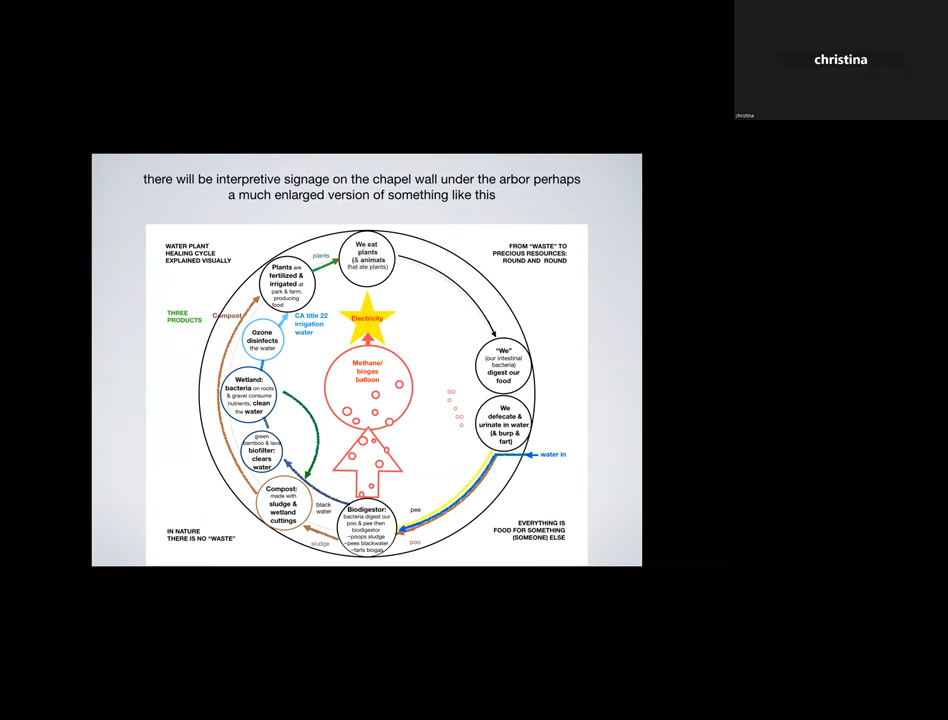 christina
christina
there will be interpretive signage on the chapel wall under the arbor perhaps
a much enlarged version of something like this
WATER PLANT
HEALING CYCLE
EXPLAINED VISUALLY
FROM “WASTE” TO
PRECIOUS RESOURCES:
ROUND AND ROUND
We eat
plants
(& animals
that ate plants)
plants
Plants are
fertilized &
irrigated at
park & farm,
producing
food
THREE
PRODUCTS
Compost
CA title 22
irrigation
water
Electricity
Ozone
disinfects
the water
Methane/
biogas
balloon
"We"
(our intestinal
bacteria)
digest our
food
Wetland:
bacteria on roots
& gravel consume
nutrients, clean
the water
We
defecate &
urinate in water
(& burp &
fart)
green
bamboo & lava
biofilter:
clears
water
water in
Compost:
made with
sludge &
wetland
cuttings
black
water
Biodigestor:
bacteria digest our
poo & pee then
biodigestor
~poops sludge
~pees blackwater
~farts biogas
pee
poo
sludge
IN NATURE
THERE IS NO “WASTE”
EVERYTHING IS
FOOD FOR SOMETHING
(SOMEONE) ELSE